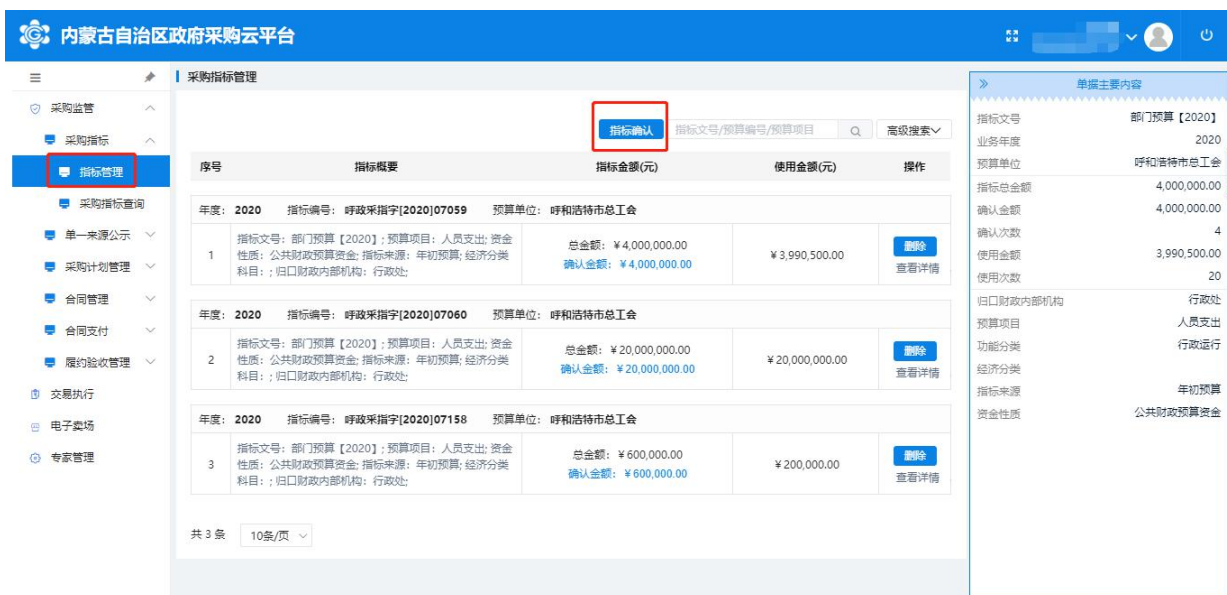 内蒙古自治区政府采购云平台
采购监管
采购指标
指标管理
采购指标查询
单一来源公示
采购计划管理
合同管理
合同支付
履约验收管理
交易执行
电子卖场
专家管理
采购指标管理
指标确认 指标文号/预算编号/预算项目 高级搜索
序号 指标概要 指标金额(元) 使用金额(元) 操作
年度: 2020 指标编号: 呼政采指字[2020]07059 预算单位: 呼和浩特市总工会
1
指标文号: 部门预算【2020】; 预算项目: 人员支出; 资金
性质: 公共财政预算资金; 指标来源: 年初预算; 经济分类
科目: ; 归口财政内部机构: 行政处;
总金额: ¥4,000,000.00
确认金额: ¥4,000,000.00
¥3,990,500.00
删除
查看详情
年度: 2020 指标编号: 呼政采指字[2020]07060 预算单位: 呼和浩特市总工会
2
指标文号: 部门预算【2020】; 预算项目: 人员支出; 资金
性质: 公共财政预算资金; 指标来源: 年初预算; 经济分类
科目: ; 归口财政内部机构: 行政处;
总金额: ¥20,000,000.00
确认金额: ¥20,000,000.00
¥20,000,000.00
删除
查看详情
年度: 2020 指标编号: 呼政采指字[2020]07158 预算单位: 呼和浩特市总工会
3
指标文号: 部门预算【2020】; 预算项目: 人员支出; 资金
性质: 公共财政预算资金; 指标来源: 年初预算; 经济分类
科目: ; 归口财政内部机构: 行政处;
总金额: ¥600,000.00
确认金额: ¥600,000.00
¥200,000.00
删除
查看详情
共 3 条 10条/页
单据主要内容
指标文号 部门预算【2020】
业务年度 2020
预算单位 呼和浩特市总工会
指标总金额 4,000,000.00
确认金额 4,000,000.00
确认次数 4
使用金额 3,990,500.00
使用次数 20
归口财政内部机构 行政处
预算项目 人员支出
功能分类 行政运行
经济分类
指标来源 年初预算
资金性质 公共财政预算资金